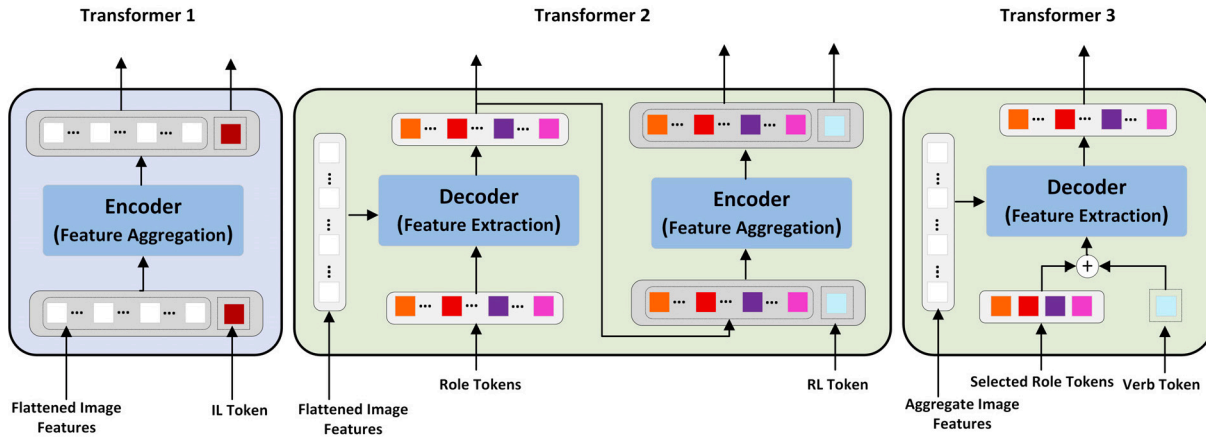 Transformer 1
Transformer 2
Transformer 3
Encoder
(Feature Aggregation)
Flattened Image
Features
IL Token
Decoder
(Feature Extraction)
Encoder
(Feature Aggregation)
Flattened Image
Features
Role Tokens
RL Token
Decoder
(Feature Extraction)
+
Aggregate Image
Features
Selected Role Tokens
Verb Token